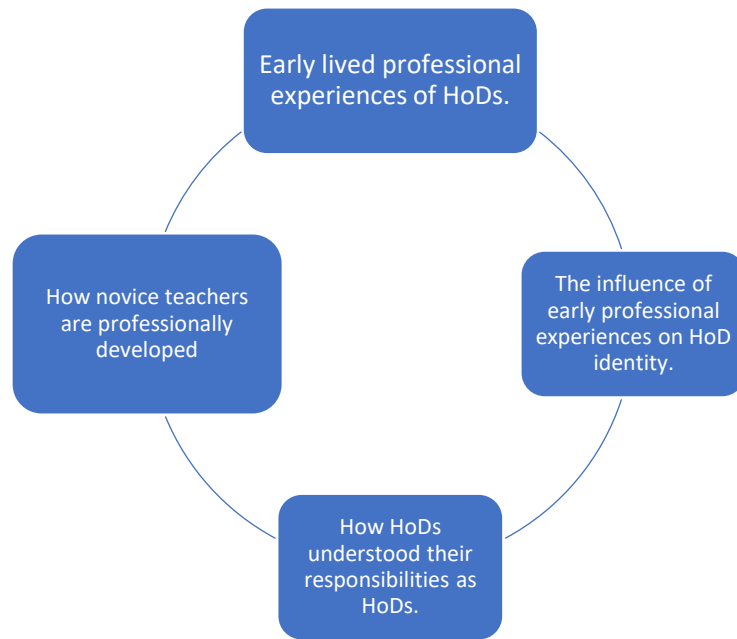 Early lived professional
experiences of HoDs.
The influence of
early professional
experiences on HoD
identity.
How HoDs
understood their
responsibilities as
HoDs.
How novice teachers
are professionally
developed